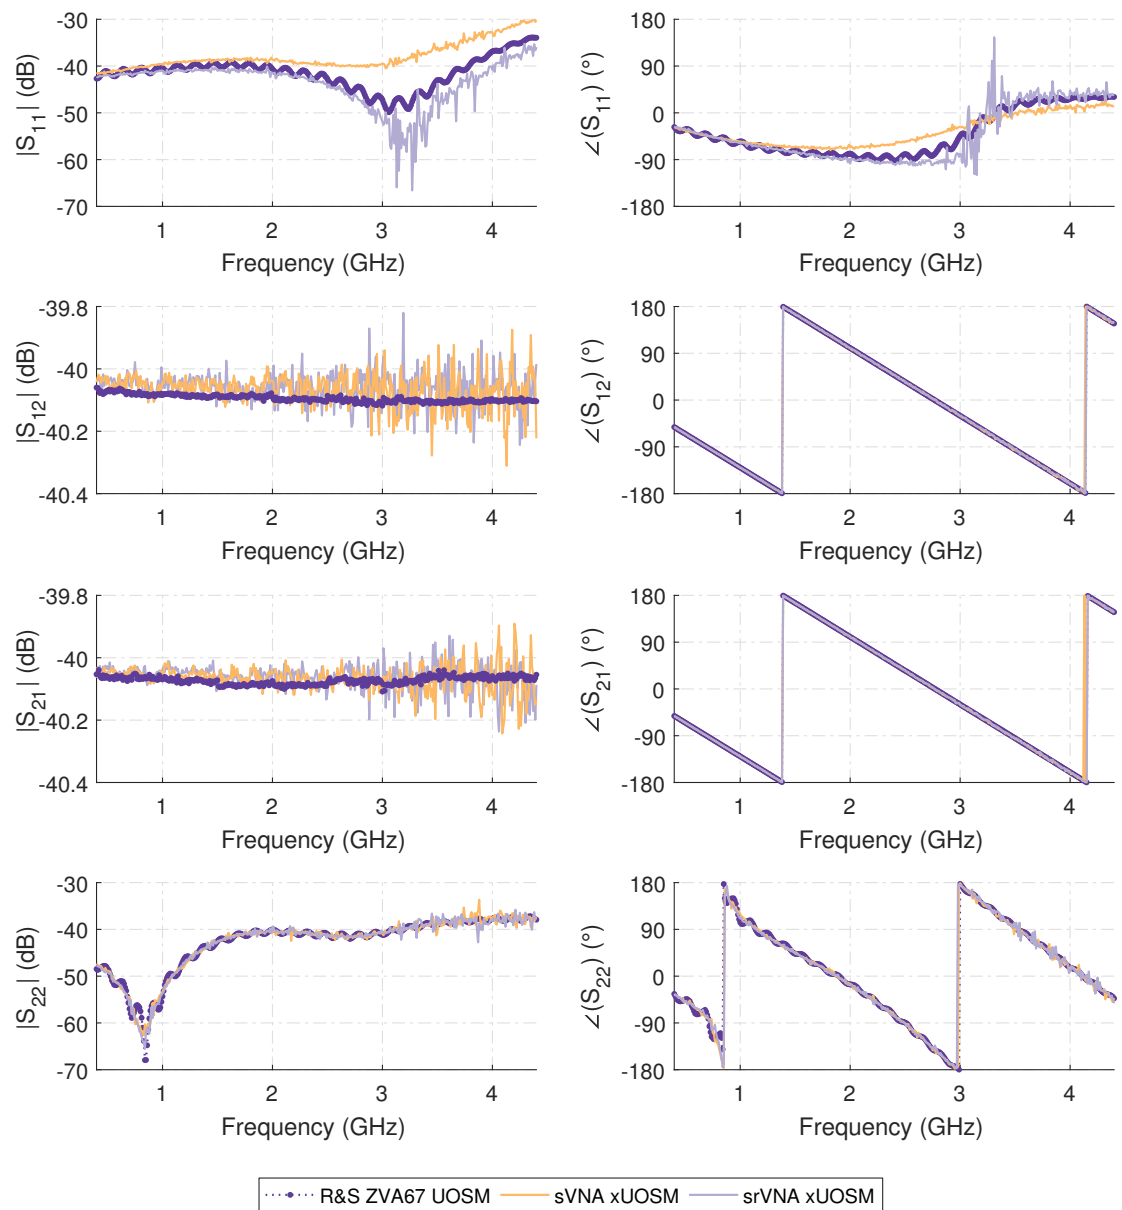 -30
-40
-50
-60
-70
|S11| (dB)
1 2 3 4
Frequency (GHz)
180
90
0
-90
-180
∠(S11) (°)
1 2 3 4
Frequency (GHz)
-39.8
-40
-40.2
-40.4
|S12| (dB)
1 2 3 4
Frequency (GHz)
180
90
0
-90
-180
∠(S12) (°)
1 2 3 4
Frequency (GHz)
-39.8
-40
-40.2
-40.4
|S21| (dB)
1 2 3 4
Frequency (GHz)
180
90
0
-90
-180
∠(S21) (°)
1 2 3 4
Frequency (GHz)
-30
-40
-50
-60
-70
|S22| (dB)
1 2 3 4
Frequency (GHz)
180
90
0
-90
-180
∠(S22) (°)
1 2 3 4
Frequency (GHz)
R&S ZVA67 UOSM sVNA xUOSM srVNA xUOSM